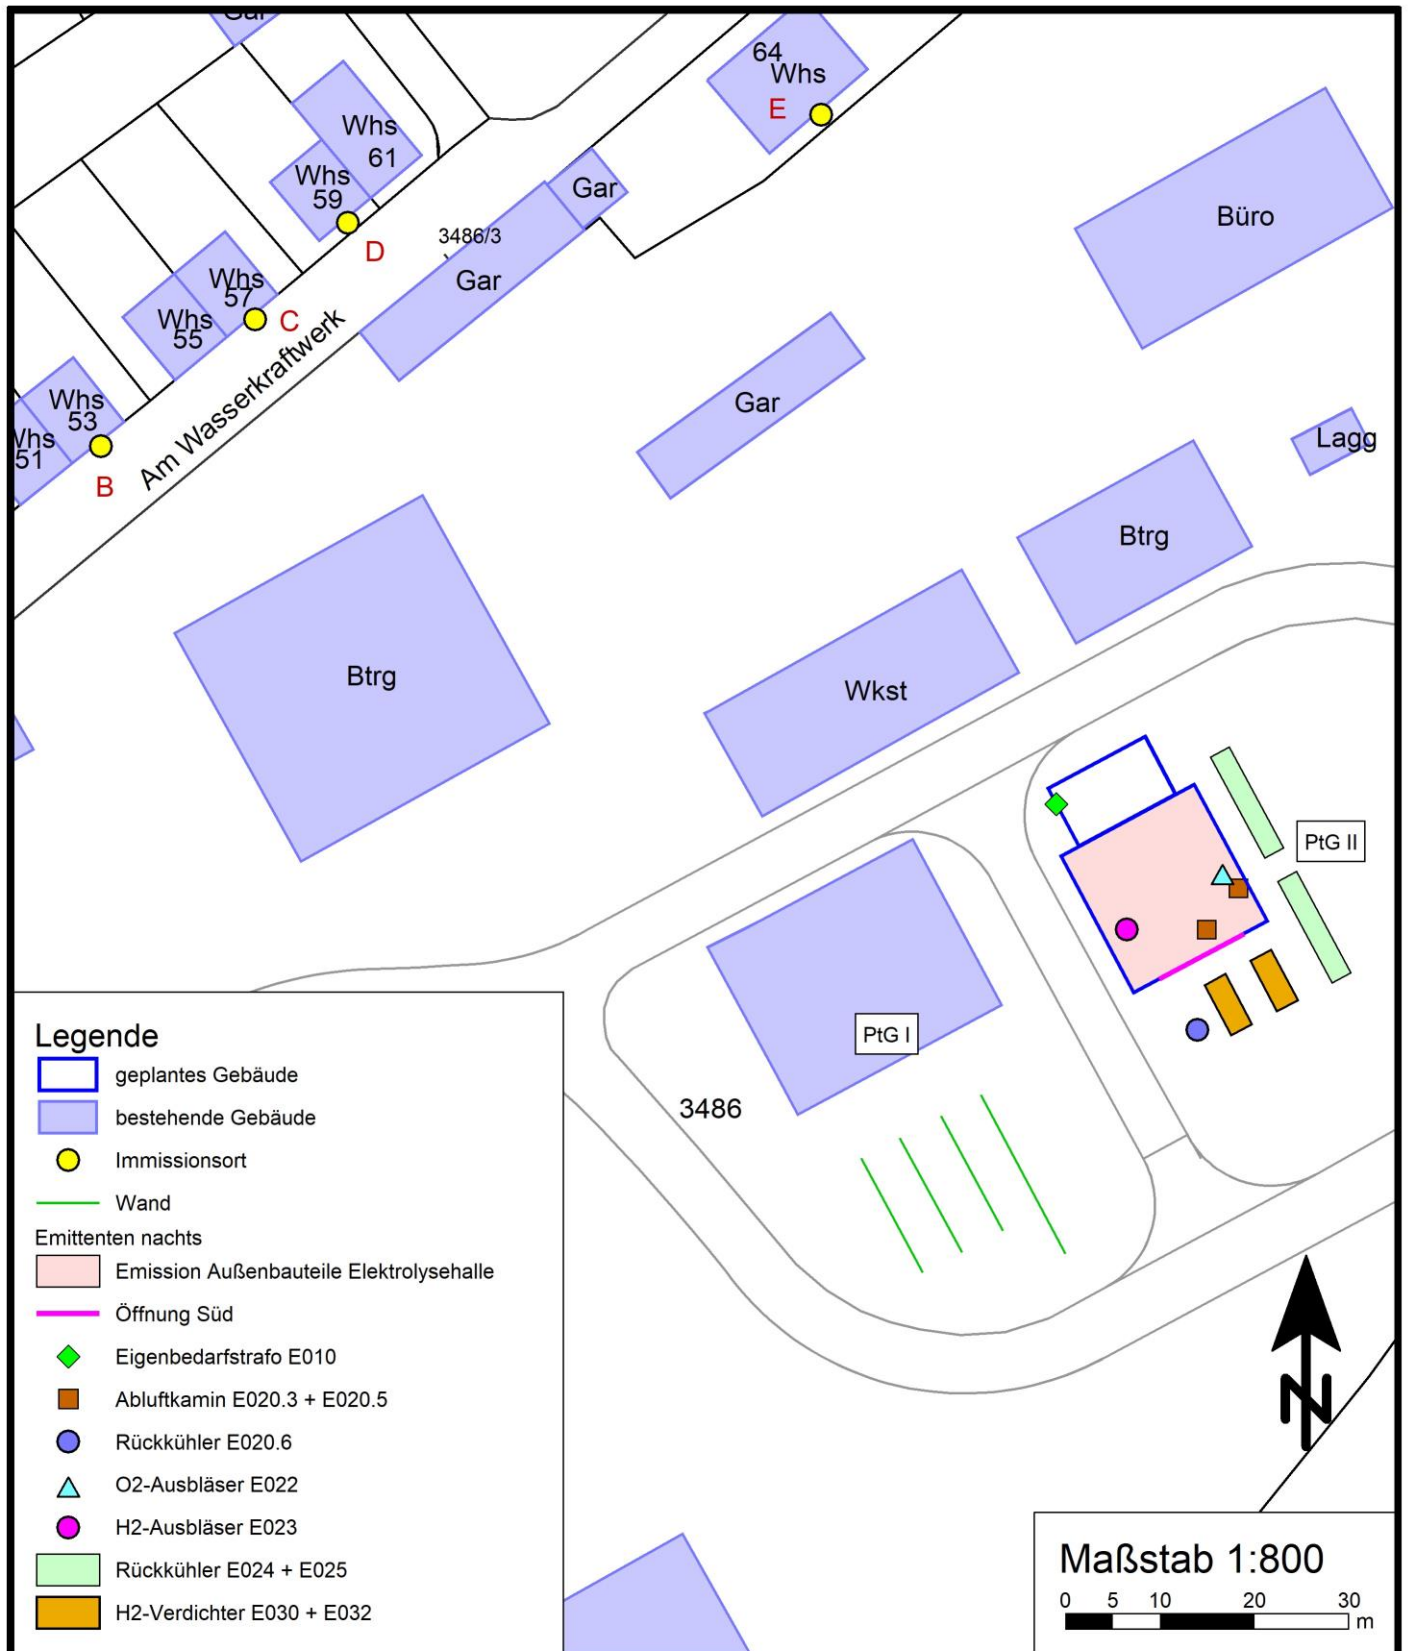 Gar
64
Whs
E
Whs
61
Whs
59
D
Gar
3486/3
Gar
Büro
Whs
57
C
Whs
55
Am Wasserkraftwerk
Whs
53
Whs
51
B
Gar
Lagg
Btrg
Btrg
Wkst
PtG II
PtG I
3486
Legende
geplantes Gebäude
bestehende Gebäude
Immissionsort
Wand
Emittenten nachts
Emission Außenbauteile Elektrolysehalle
Öffnung Süd
Eigenbedarfstrafo E010
Abluftkamin E020.3 + E020.5
Rückkühler E020.6
O2-Ausbläser E022
H2-Ausbläser E023
Rückkühler E024 + E025
H2-Verdichter E030 + E032
N
Maßstab 1:800
0 5 10 20 30
m